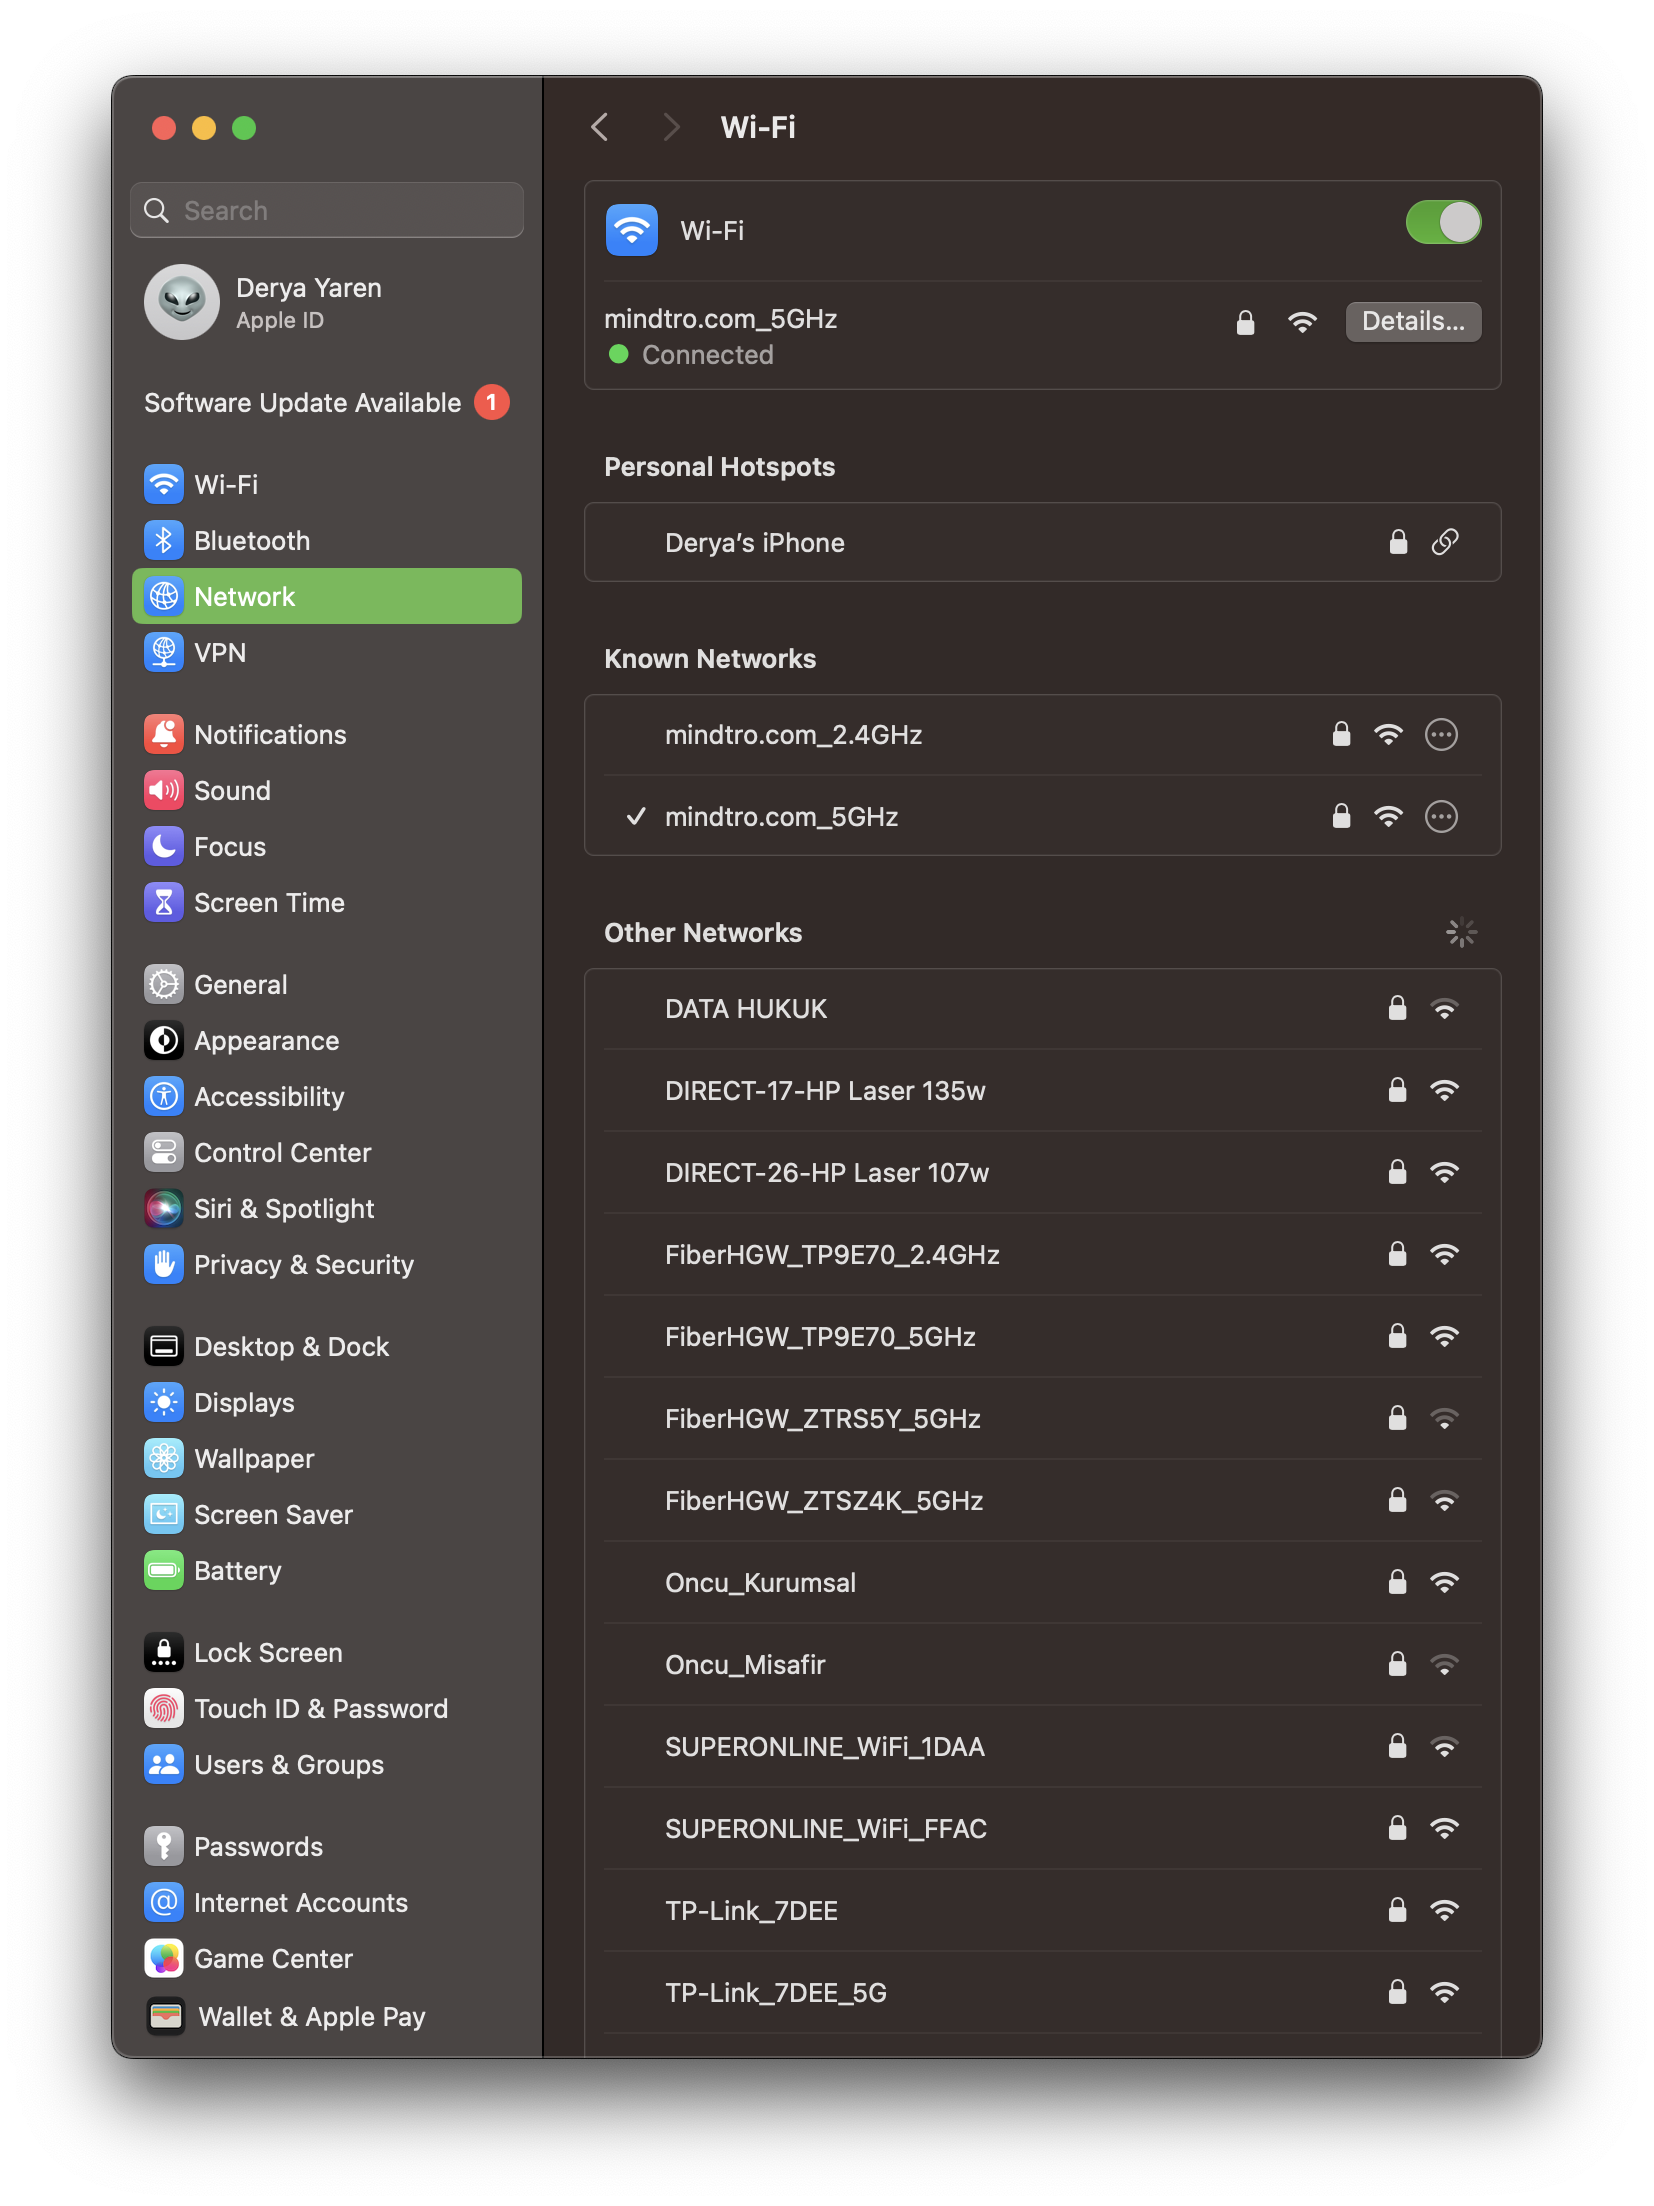 Search
Derya Yaren
Apple ID
Software Update Available 1
Wi-Fi
Bluetooth
Network
VPN
Notifications
Sound
Focus
Screen Time
General
Appearance
Accessibility
Control Center
Siri & Spotlight
Privacy & Security
Desktop & Dock
Displays
Wallpaper
Screen Saver
Battery
Lock Screen
Touch ID & Password
Users & Groups
Passwords
Internet Accounts
Game Center
Wallet & Apple Pay
Wi-Fi
Wi-Fi
mindtro.com_5GHz
Details...
Connected
Personal Hotspots
Derya’s iPhone
Known Networks
mindtro.com_2.4GHz
mindtro.com_5GHz
Other Networks
DATA HUKUK
DIRECT-17-HP Laser 135w
DIRECT-26-HP Laser 107w
FiberHGW_TP9E70_2.4GHz
FiberHGW_TP9E70_5GHz
FiberHGW_ZTRS5Y_5GHz
FiberHGW_ZTSZ4K_5GHz
Oncu_Kurumsal
Oncu_Misafir
SUPERONLINE_WiFi_1DAA
SUPERONLINE_WiFi_FFAC
TP-Link_7DEE
TP-Link_7DEE_5G